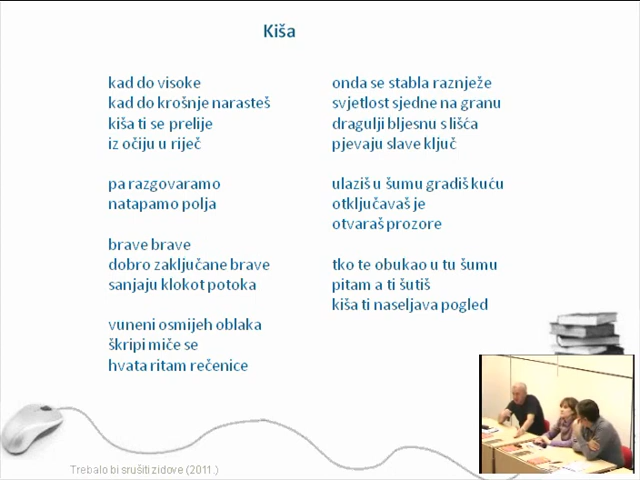 Kiša
kad do visoke
kad do krošnje narasteš
kiša ti se prelije
iz očiju u riječ
pa razgovaramo
natapamo polja
brave brave
dobro zaključane brave
sanjaju klokot potoka
vuneni osmijeh oblaka
škripi miče se
hvata ritam rečenice
onda se stabla raznježe
svjetlost sjedne na granu
dragulji bljesnu s lišća
pjevaju slave ključ
ulaziš u šumu gradiš kuću
otključavaš je
otvaraš prozore
tko te obukao u tu šumu
pitam a ti šutiš
kiša ti naseljava pogled
Trebalo bi srušiti zidove (2011.)